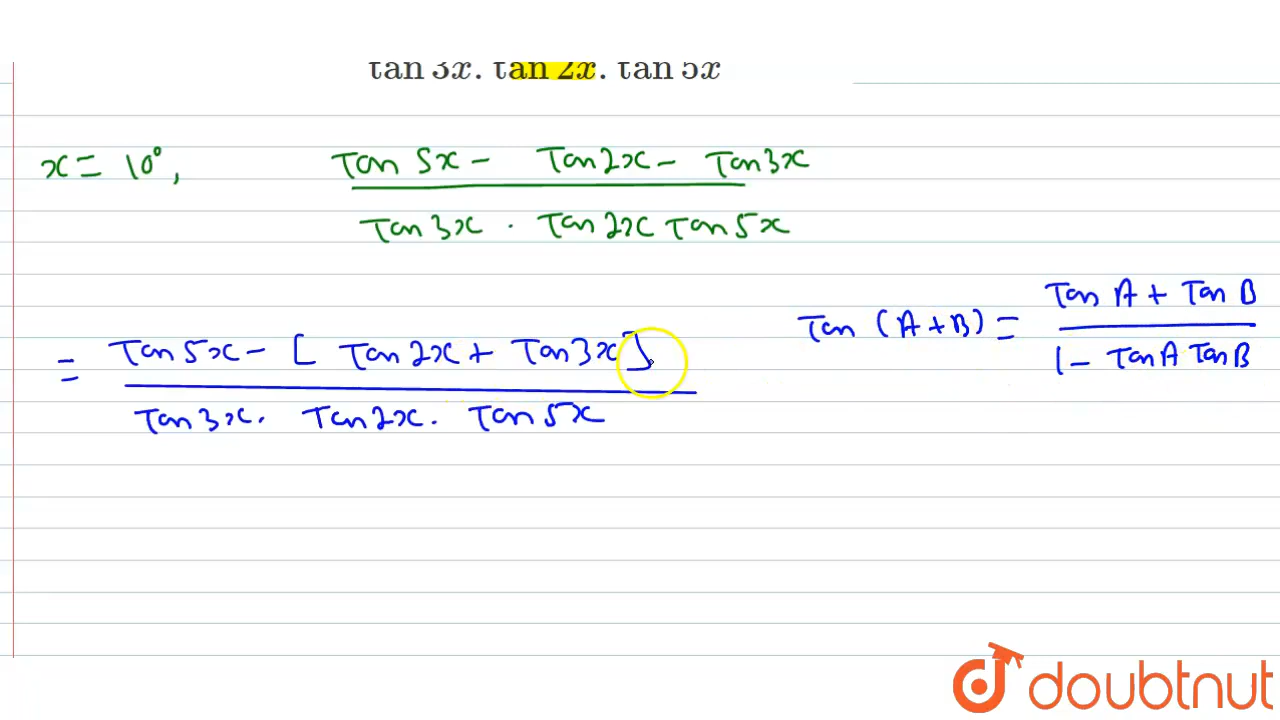 tan 3x. tan 2x. tan 5x
x = 10°,
Tan 5x - Tan 2x - Tan 3x
Tan 3x . Tan 2x Tan 5x
Tan A + Tan B
Tan (A + B) =
1 - Tan A Tan B
= Tan 5x - [ Tan 2x + Tan 3x ]
Tan 3x . Tan 2x . Tan 5x
doubtnut